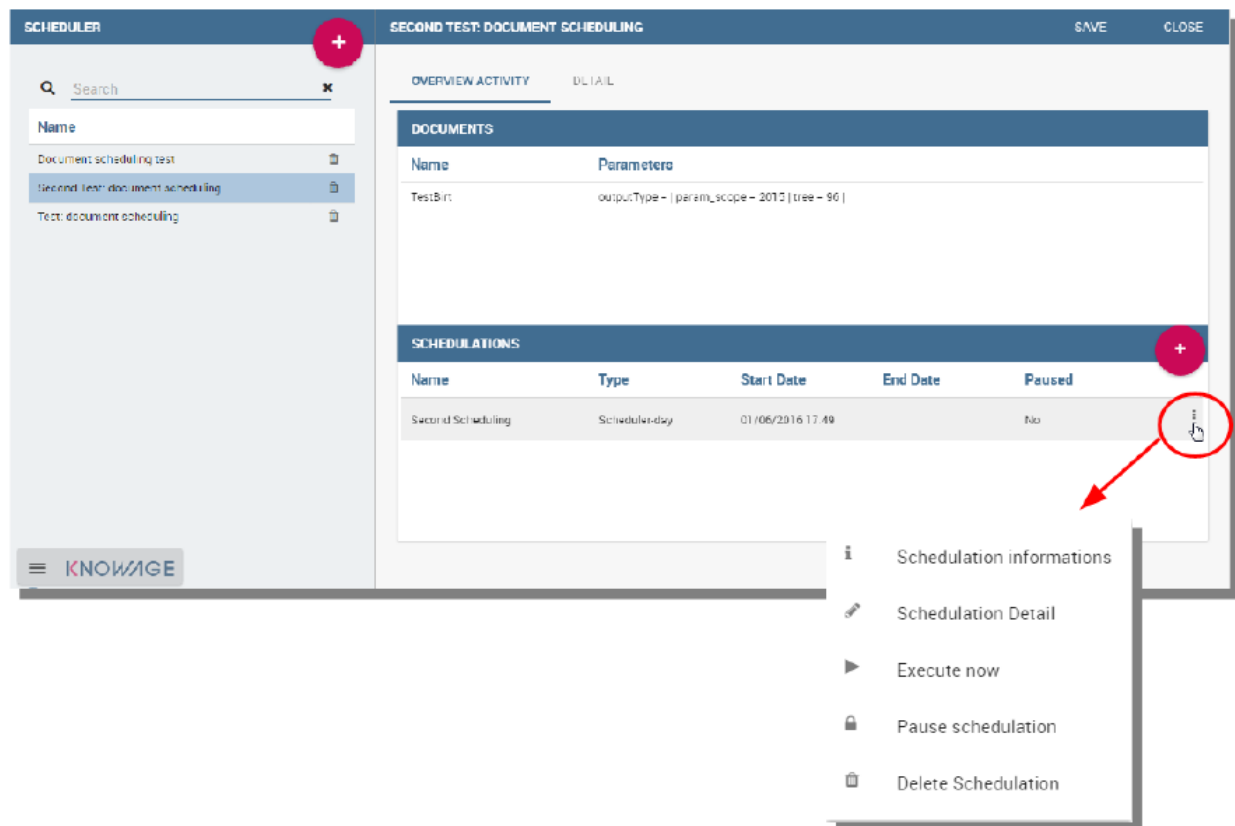 SCHEDULER
SECOND TEST: DOCUMENT SCHEDULING
SAVE
CLOSE
Search
Name
Document scheduling test
Second Test: document scheduling
Test: document scheduling
OVERVIEW ACTIVITY
DETAIL
DOCUMENTS
Name Parameters
TestBirt outputType – | param_scope – 2015 | tree – 96 |
SCHEDULATIONS
Name Type Start Date End Date Paused
Second Scheduling Scheduler-day 01/06/2016 17:49 No
KNOWAGE
Schedulation informations
Schedulation Detail
Execute now
Pause schedulation
Delete Schedulation